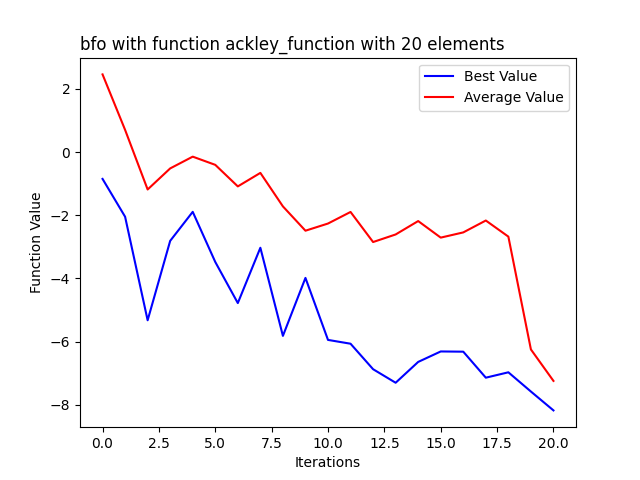 bfo with function ackley_function with 20 elements
Best Value
Average Value
Function Value
2
0
−2
−4
−6
−8
0.0 2.5 5.0 7.5 10.0 12.5 15.0 17.5 20.0
Iterations